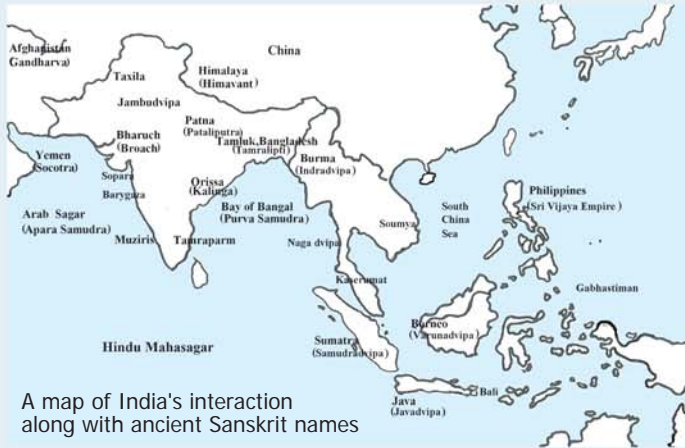 Afghanistan
(Gandharva)
China
Taxila
Himalaya
(Himavant)
Jambudvipa
Patna
(Pataliputra)
Bharuch
(Broach)
Tamluk,Bangladesh
(Tamralipti)
Yemen
(Socotra)
Burma
(Indradvipa)
Sopara
Barygaza
Orissa
(Kalinga)
Philippines
(Sri Vijaya Empire)
Bay of Bangal
(Purva Samudra)
South
China
Sea
Arab Sagar
(Apara Samudra)
Soumya
Muziris
Tamraparm
Naga dvipa
Kaserumat
Gabhastiman
Borneo
(Varunadvipa)
Hindu Mahasagar
Sumatra
(Samudradvipa)
Bali
Java
(Javadvipa)
A map of India's interaction
along with ancient Sanskrit names